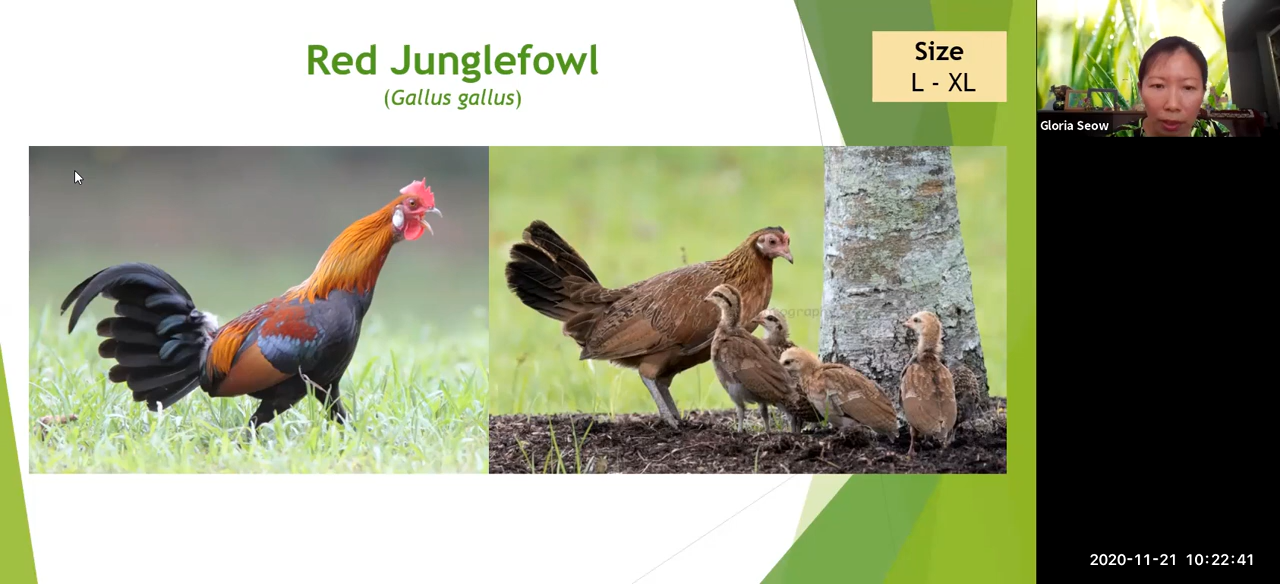 Red Junglefowl
(Gallus gallus)
Size
L - XL
Gloria Seow
2020-11-21 10:22:41